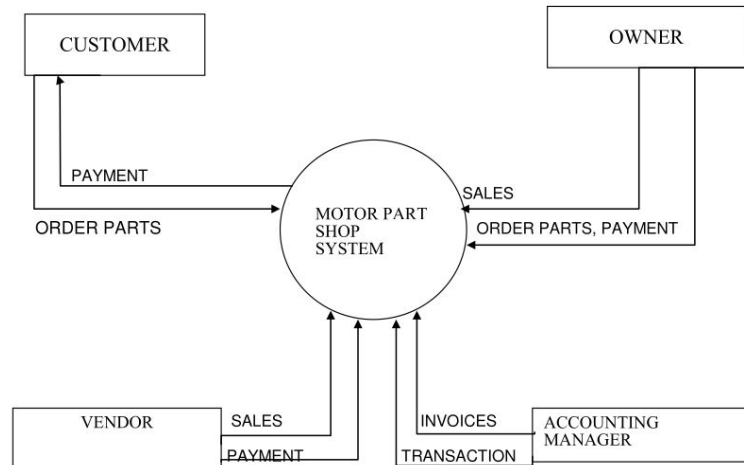 CUSTOMER
OWNER
PAYMENT
SALES
ORDER PARTS
MOTOR PART
SHOP
SYSTEM
ORDER PARTS, PAYMENT
VENDOR
SALES
PAYMENT
INVOICES
TRANSACTION
ACCOUNTING
MANAGER